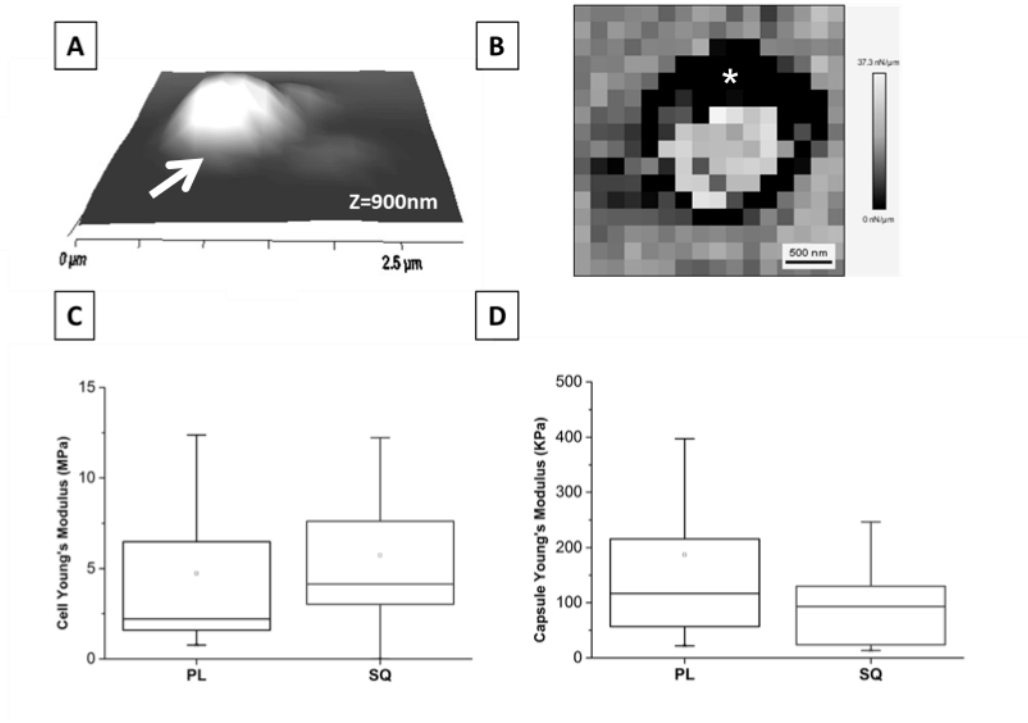 A
B
*
37.3 nN/µm
Z=900nm
0 nN/µm
500 nm
0 µm
2.5 µm
C
D
15
10
5
0
Cell Young's Modulus (MPa)
PL
SQ
500
400
300
200
100
0
Capsule Young's Modulus (KPa)
PL
SQ